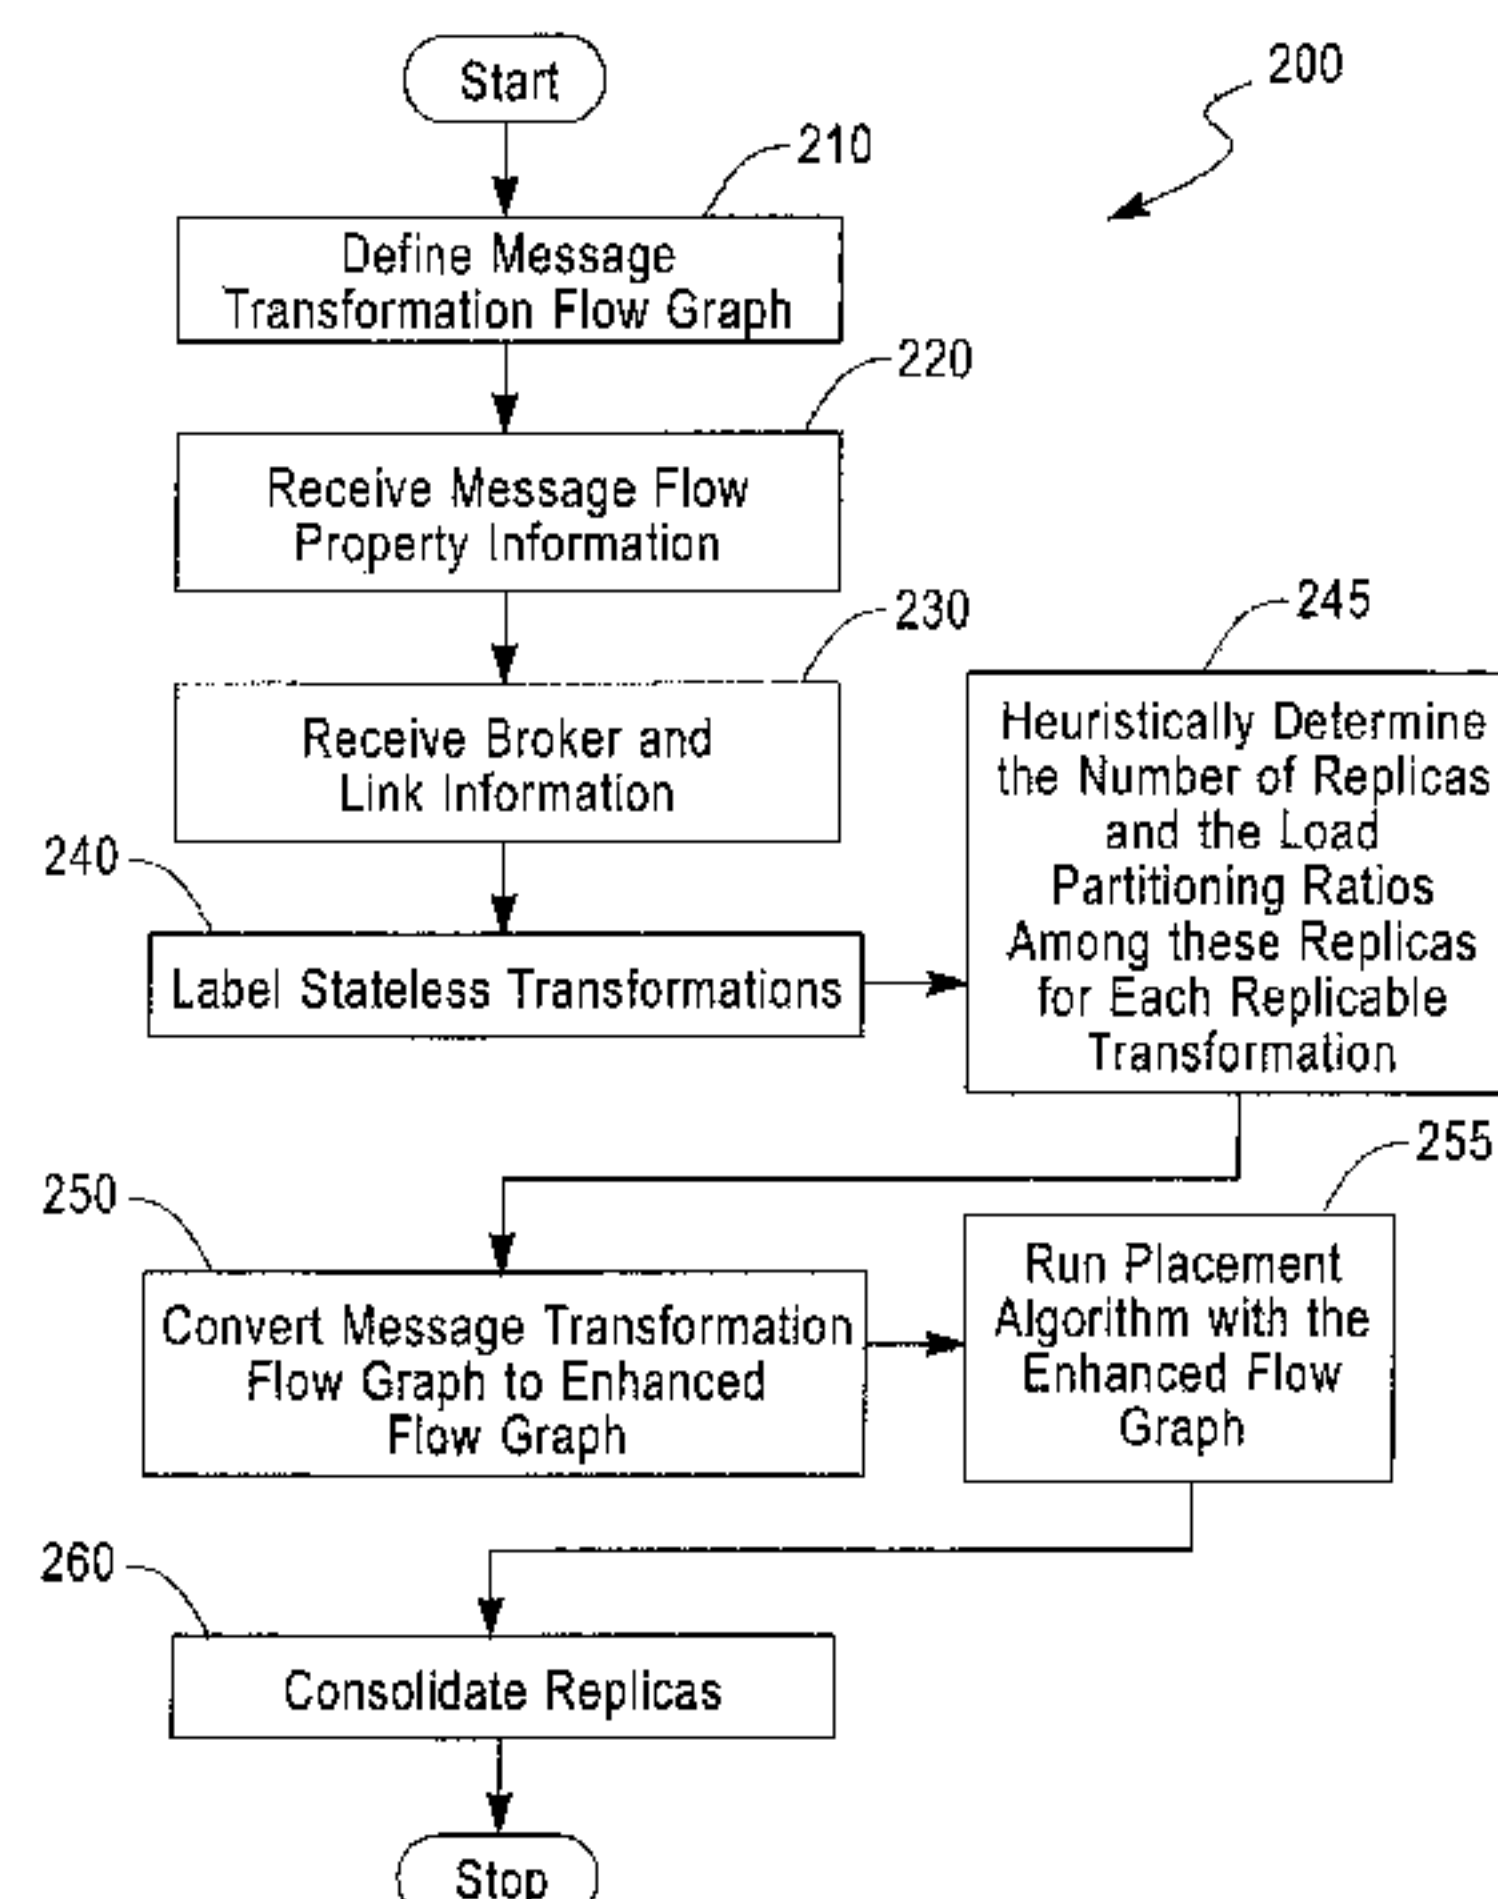 Start
200
210
Define Message
Transformation Flow Graph
220
Receive Message Flow
Property Information
230
Receive Broker and
Link Information
240
Label Stateless Transformations
245
Heuristically Determine
the Number of Replicas
and the Load
Partitioning Ratios
Among these Replicas
for Each Replicable
Transformation
250
Convert Message Transformation
Flow Graph to Enhanced
Flow Graph
255
Run Placement
Algorithm with the
Enhanced Flow
Graph
260
Consolidate Replicas
Stop